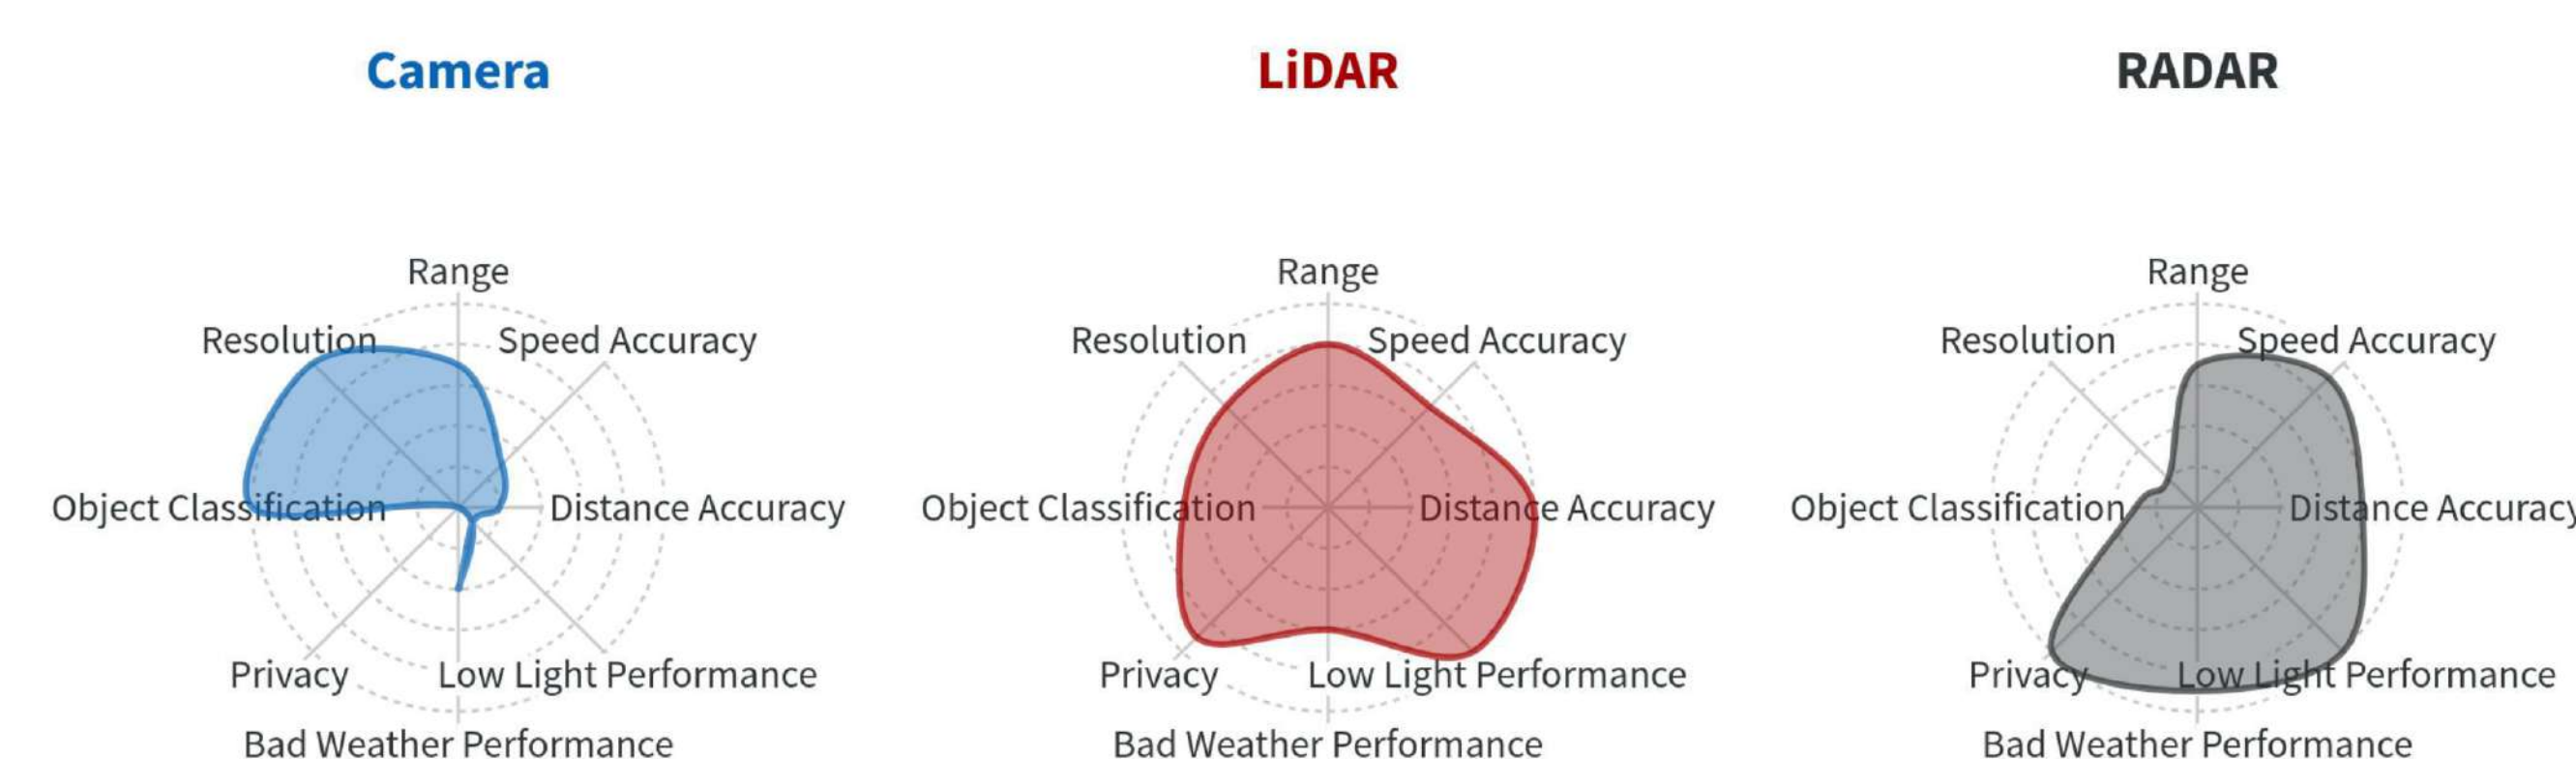 Camera
Range
Resolution
Speed Accuracy
Object Classification
Distance Accuracy
Privacy
Low Light Performance
Bad Weather Performance
LiDAR
Range
Resolution
Speed Accuracy
Object Classification
Distance Accuracy
Privacy
Low Light Performance
Bad Weather Performance
RADAR
Range
Resolution
Speed Accuracy
Object Classification
Distance Accuracy
Privacy
Low Light Performance
Bad Weather Performance